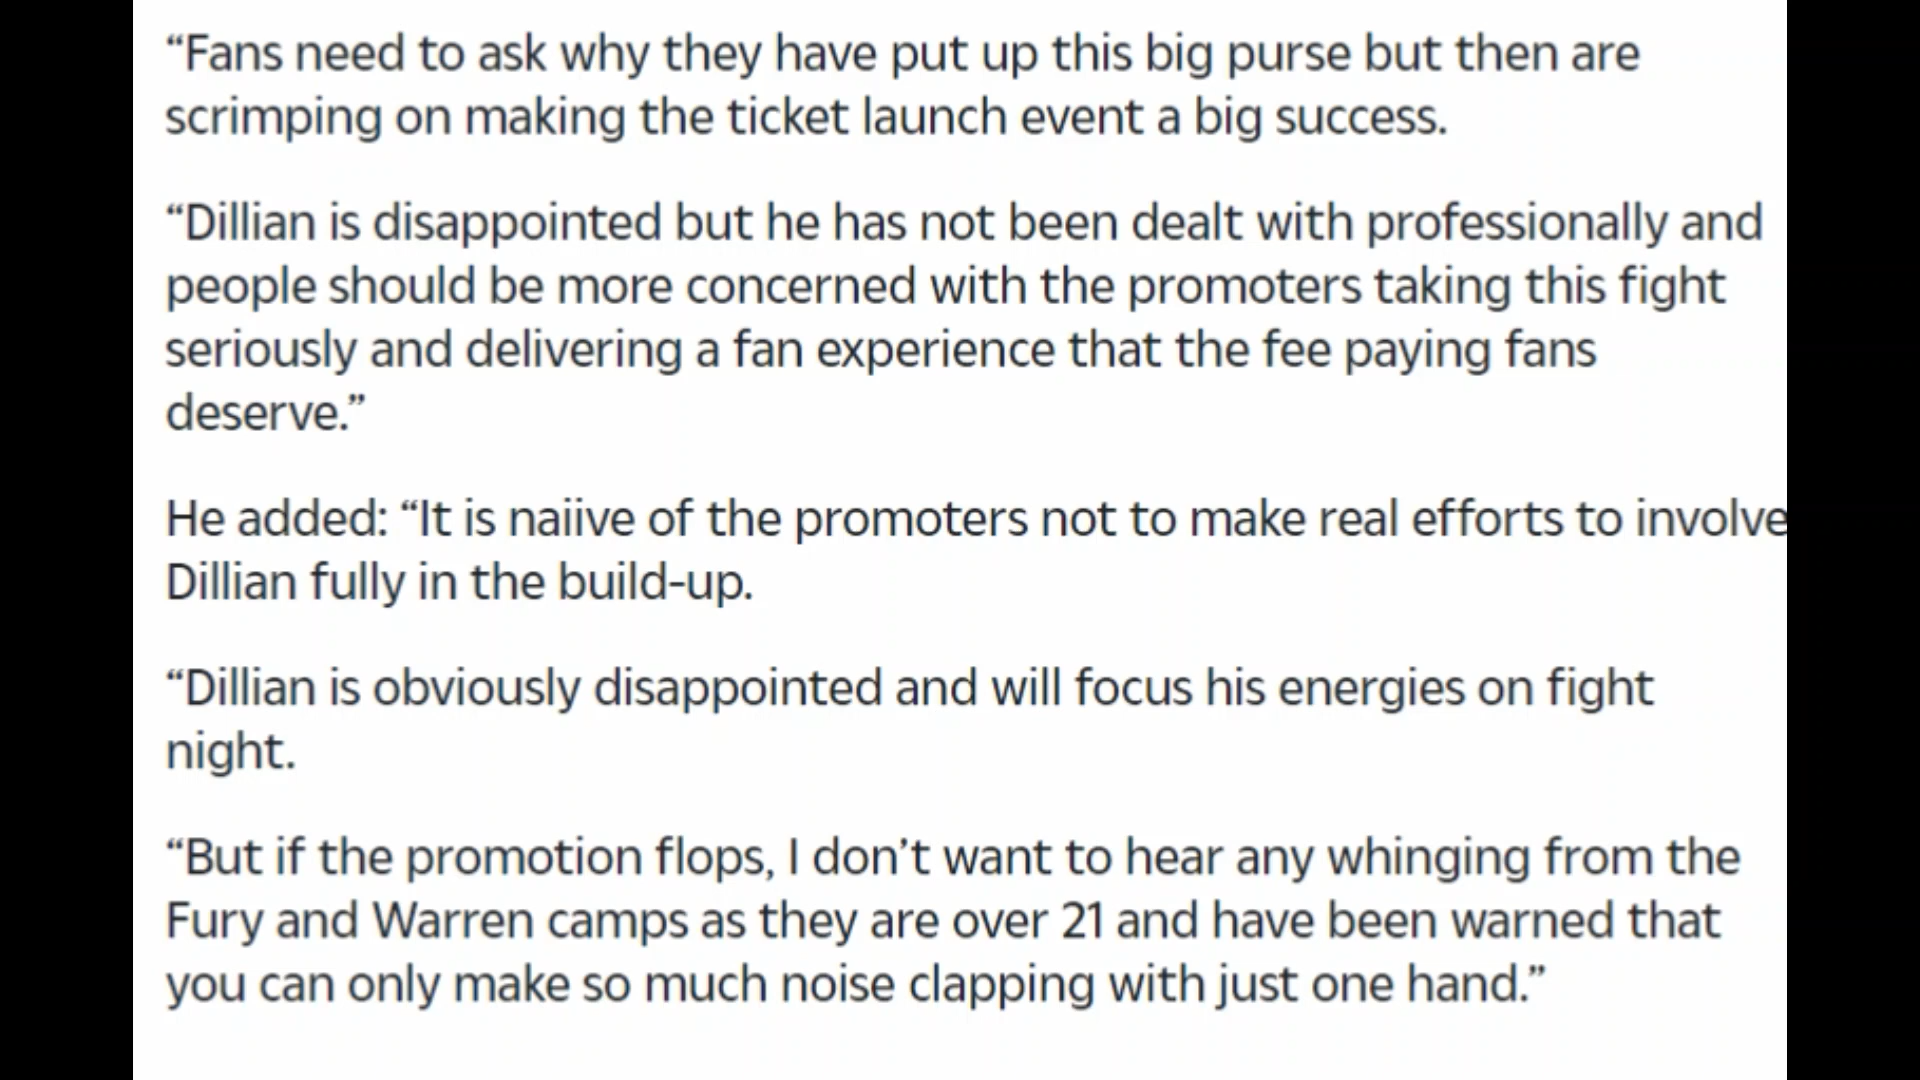 “Fans need to ask why they have put up this big purse but then are
scrimping on making the ticket launch event a big success.
“Dillian is disappointed but he has not been dealt with professionally and
people should be more concerned with the promoters taking this fight
seriously and delivering a fan experience that the fee paying fans
deserve.”
He added: “It is naiive of the promoters not to make real efforts to involve
Dillian fully in the build-up.
“Dillian is obviously disappointed and will focus his energies on fight
night.
“But if the promotion flops, I don’t want to hear any whinging from the
Fury and Warren camps as they are over 21 and have been warned that
you can only make so much noise clapping with just one hand.”